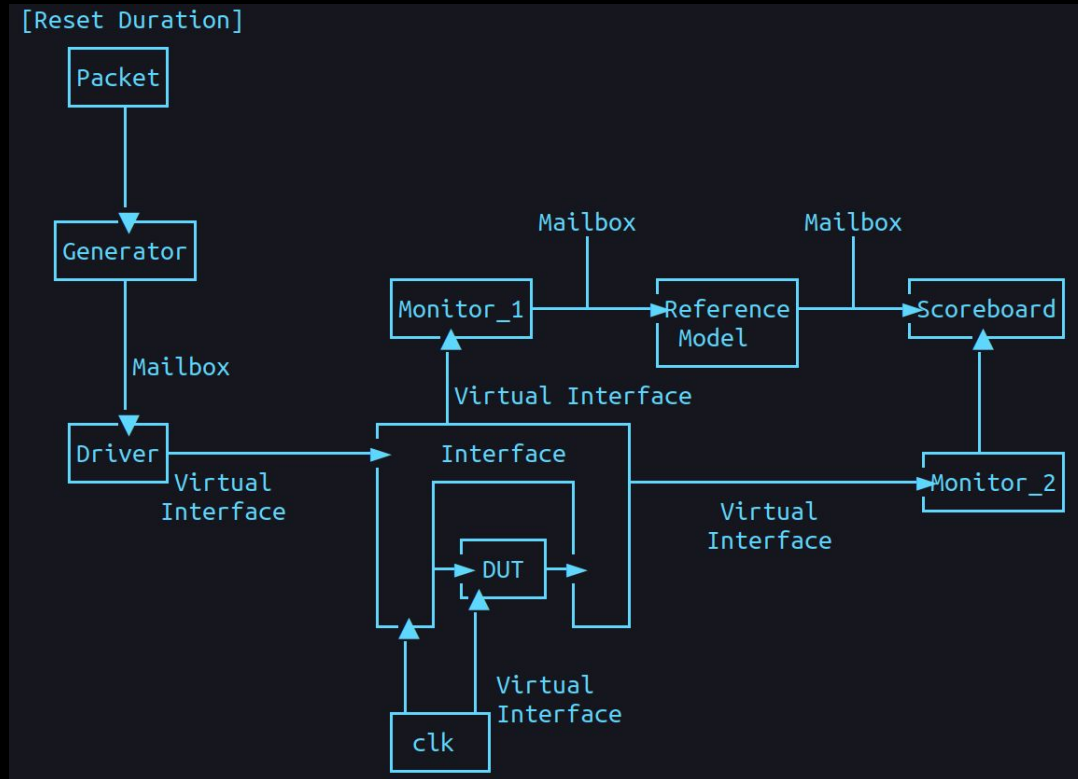 [Reset Duration]
Packet
Generator
Mailbox
Mailbox
Monitor_1
Reference
Model
Scoreboard
Mailbox
Virtual Interface
Driver
Interface
Virtual
Interface
Monitor_2
Virtual
Interface
DUT
Virtual
Interface
clk